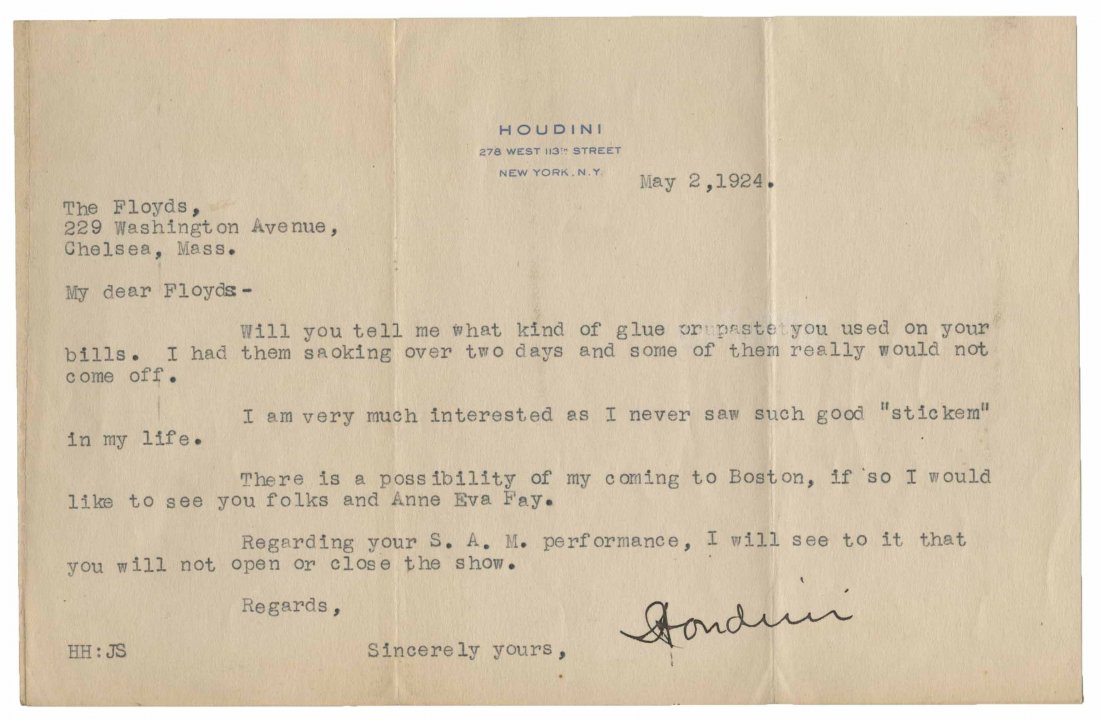 HOUDINI
278 WEST 113TH STREET
NEW YORK, N.Y.
May 2,1924.
The Floyds,
229 Washington Avenue,
Chelsea, Mass.
My dear Floyds-
Will you tell me what kind of glue or paste you used on your
bills. I had them saoking over two days and some of them really would not
come off.
I am very much interested as I never saw such good "stickem"
in my life.
There is a possibility of my coming to Boston, if so I would
like to see you folks and Anne Eva Fay.
Regarding your S. A. M. performance, I will see to it that
you will not open or close the show.
Regards,
Houdini
HH:JS Sincerely yours,